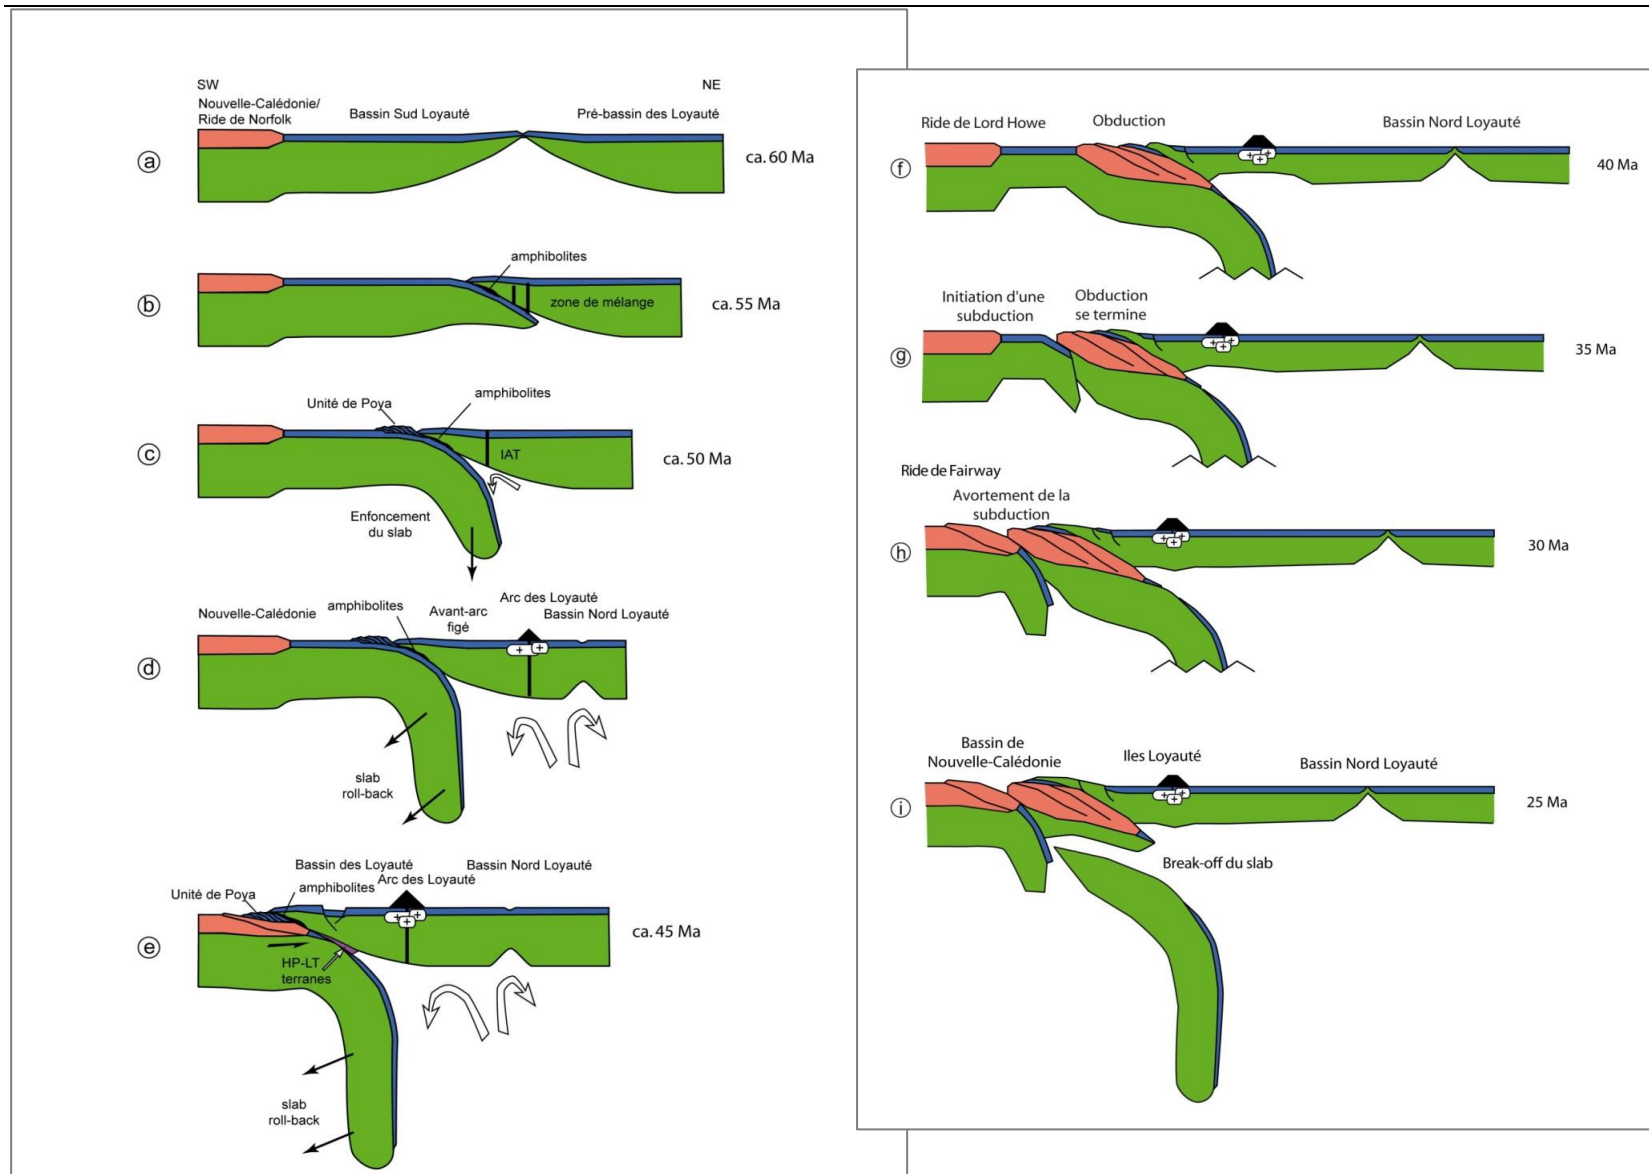 SW
NE
Nouvelle-Calédonie/
Ride de Norfolk
Bassin Sud Loyauté
Pré-bassin des Loyauté
a
ca. 60 Ma
amphibolites
b
zone de mélange
ca. 55 Ma
Unité de Poya
amphibolites
c
IAT
ca. 50 Ma
Enfoncement
du slab
Nouvelle-Calédonie
amphibolites
Avant-arc
figé
Arc des Loyauté
Bassin Nord Loyauté
d
slab
roll-back
Bassin des Loyauté
Bassin Nord Loyauté
Unité de Poya
amphibolites
Arc des Loyauté
e
ca. 45 Ma
HP-LT
terranes
slab
roll-back
Ride de Lord Howe
Obduction
Bassin Nord Loyauté
f
40 Ma
Initiation d'une
subduction
Obduction
se termine
g
35 Ma
Ride de Fairway
Avortement de la
subduction
h
30 Ma
Bassin de
Nouvelle-Calédonie
Iles Loyauté
Bassin Nord Loyauté
i
25 Ma
Break-off du slab